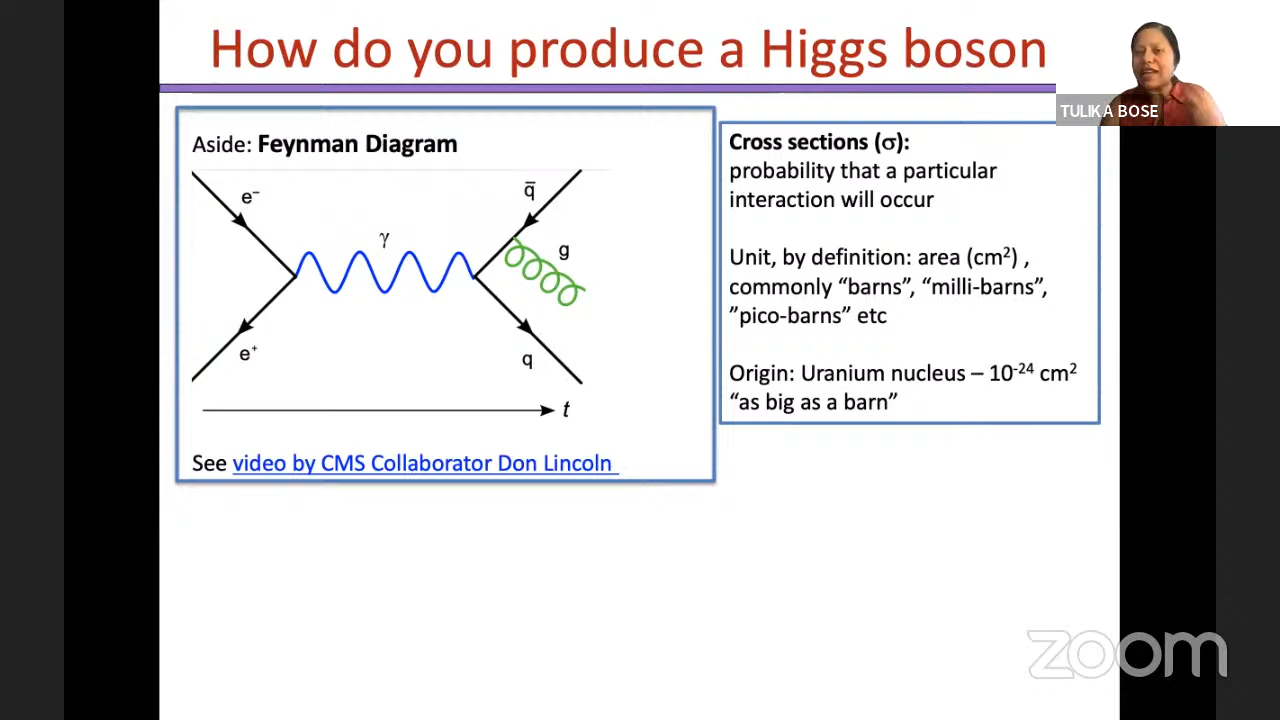 How do you produce a Higgs boson
TULIKA BOSE
Aside: Feynman Diagram
e⁻
q̄
γ
g
e⁺
q
t
See video by CMS Collaborator Don Lincoln
Cross sections (σ):
probability that a particular
interaction will occur
Unit, by definition: area (cm²) ,
commonly “barns”, “milli-barns”,
”pico-barns” etc
Origin: Uranium nucleus – 10⁻²⁴ cm²
“as big as a barn”
zoom